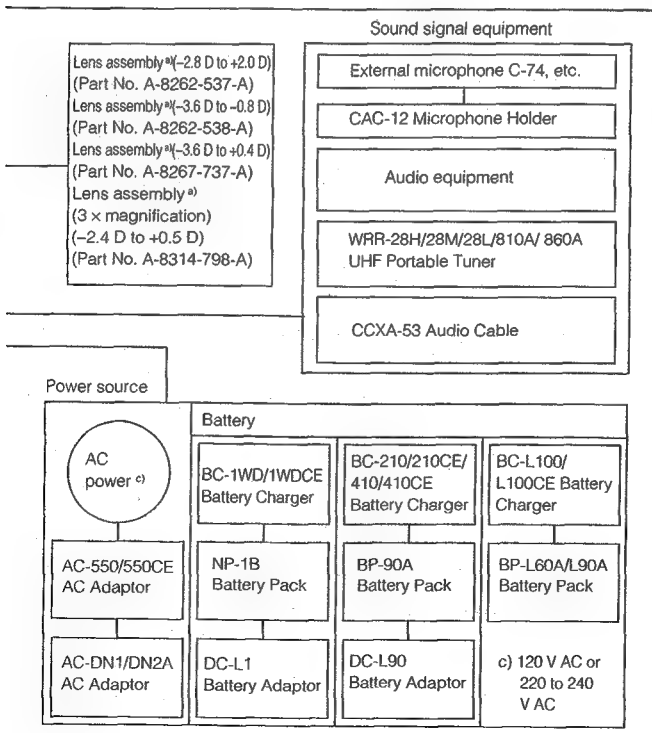 Sound signal equipment
Lens assembly a)(–2.8 D to +2.0 D)
(Part No. A-8262-537-A)
Lens assembly a)(–3.6 D to –0.8 D)
(Part No. A-8262-538-A)
Lens assembly a)(–3.6 D to +0.4 D)
(Part No. A-8267-737-A)
Lens assembly a)
(3 × magnification)
(–2.4 D to +0.5 D)
(Part No. A-8314-798-A)
External microphone C-74, etc.
CAC-12 Microphone Holder
Audio equipment
WRR-28H/28M/28L/810A/ 860A
UHF Portable Tuner
CCXA-53 Audio Cable
Power source
AC
power c)
AC-550/550CE
AC Adaptor
AC-DN1/DN2A
AC Adaptor
Battery
BC-1WD/1WDCE
Battery Charger
NP-1B
Battery Pack
DC-L1
Battery Adaptor
BC-210/210CE/
410/410CE
Battery Charger
BP-90A
Battery Pack
DC-L90
Battery Adaptor
BC-L100/
L100CE Battery
Charger
BP-L60A/L90A
Battery Pack
c) 120 V AC or
220 to 240
V AC